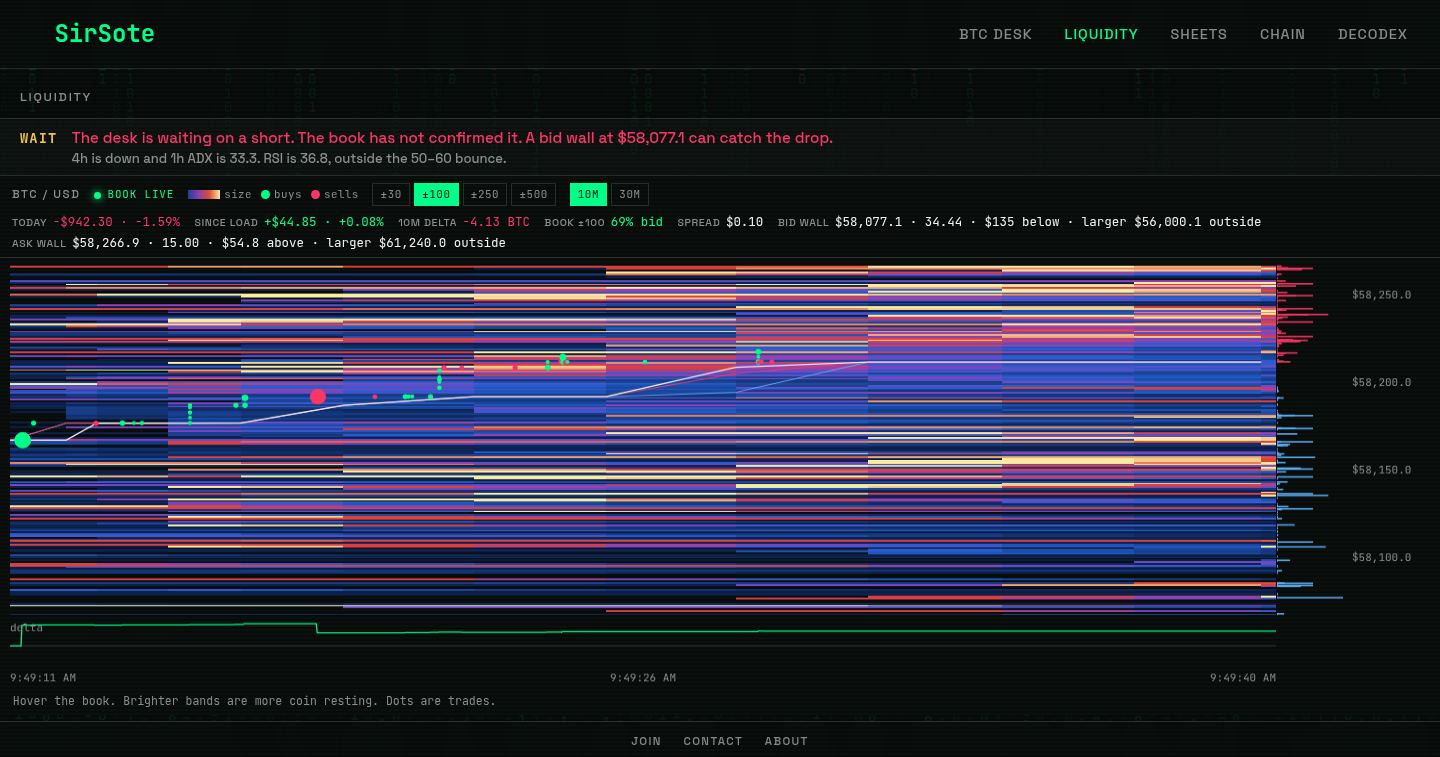 SirSote
BTC DESK LIQUIDITY SHEETS CHAIN DECODEX
LIQUIDITY
WAIT The desk is waiting on a short. The book has not confirmed it. A bid wall at $58,077.1 can catch the drop.
4h is down and 1h ADX is 33.3. RSI is 36.8, outside the 50–60 bounce.
BTC / USD BOOK LIVE size buys sells ±30 ±100 ±250 ±500 10M 30M
TODAY -$942.30 · -1.59% SINCE LOAD +$44.85 · +0.08% 10M DELTA -4.13 BTC BOOK ±100 69% bid SPREAD $0.10 BID WALL $58,077.1 · 34.44 · $135 below · larger $56,000.1 outside
ASK WALL $58,266.9 · 15.00 · $54.8 above · larger $61,240.0 outside
$58,250.0
$58,200.0
$58,150.0
$58,100.0
delta
9:49:11 AM 9:49:26 AM 9:49:40 AM
Hover the book. Brighter bands are more coin resting. Dots are trades.
JOIN CONTACT ABOUT